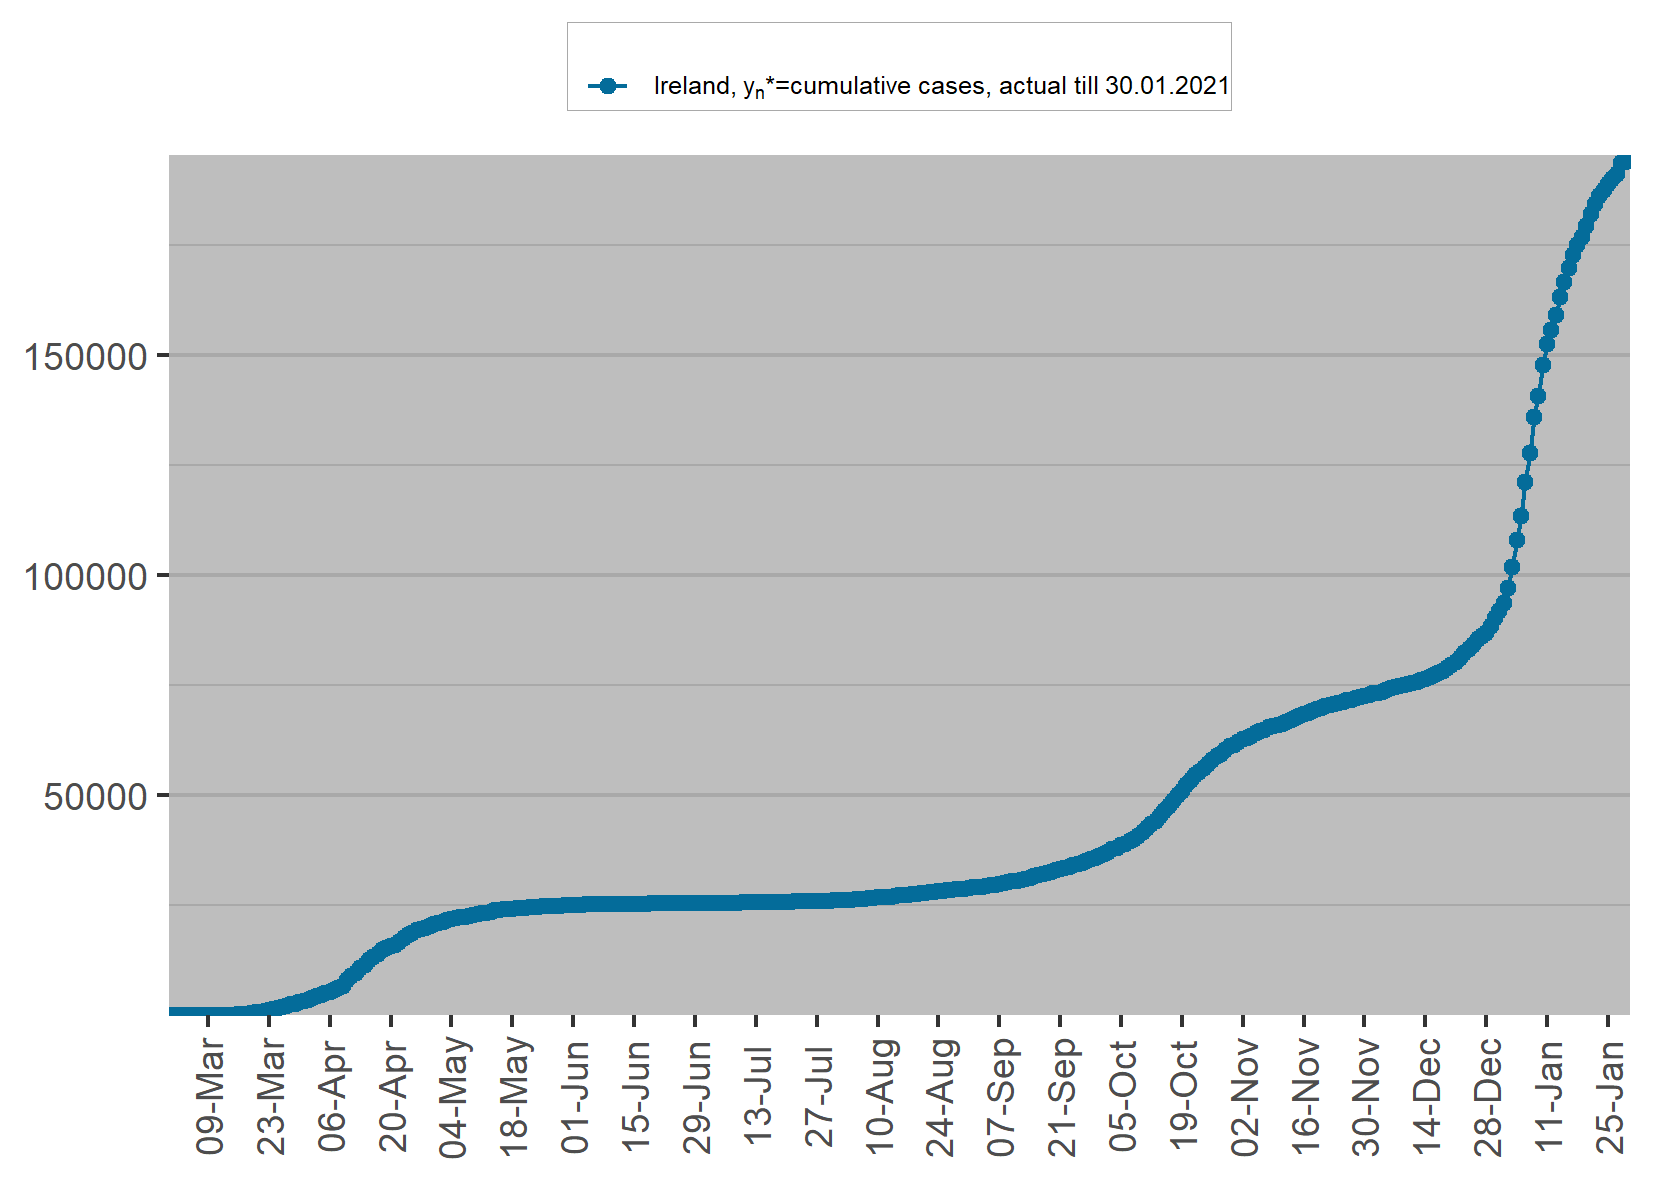 Ireland, yn*=cumulative cases, actual till 30.01.2021
150000
100000
50000
09-Mar
23-Mar
06-Apr
20-Apr
04-May
18-May
01-Jun
15-Jun
29-Jun
13-Jul
27-Jul
10-Aug
24-Aug
07-Sep
21-Sep
05-Oct
19-Oct
02-Nov
16-Nov
30-Nov
14-Dec
28-Dec
11-Jan
25-Jan